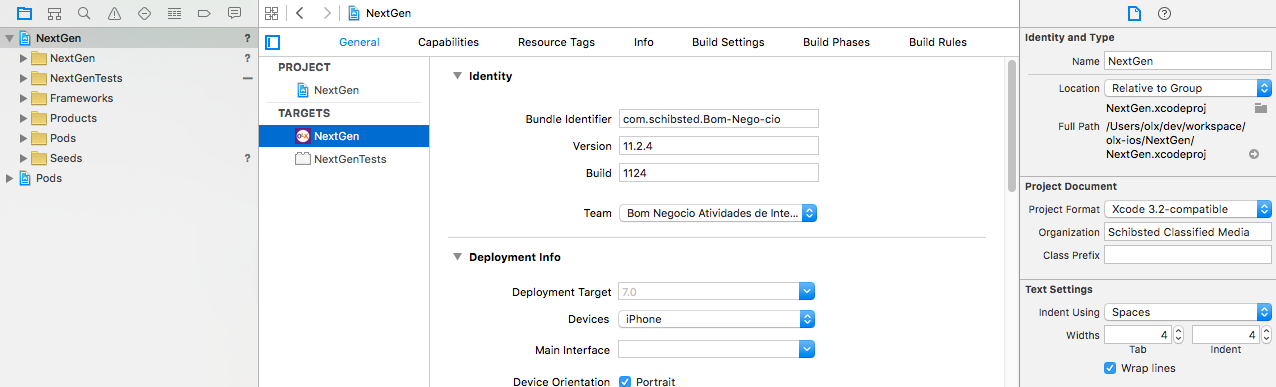 NextGen ?
NextGen ?
NextGenTests —
Frameworks
Products
Pods
Seeds ?
Pods
NextGen
General Capabilities Resource Tags Info Build Settings Build Phases Build Rules
PROJECT
NextGen
TARGETS
OLX NextGen
NextGenTests
Identity
Bundle Identifier com.schibsted.Bom-Nego-cio
Version 11.2.4
Build 1124
Team Bom Negocio Atividades de Inte...
Deployment Info
Deployment Target 7.0
Devices iPhone
Main Interface
Device Orientation Portrait
Identity and Type
Name NextGen
Location Relative to Group
NextGen.xcodeproj
Full Path /Users/olx/dev/workspace/
olx-ios/NextGen/
NextGen.xcodeproj
Project Document
Project Format Xcode 3.2-compatible
Organization Schibsted Classified Media
Class Prefix
Text Settings
Indent Using Spaces
Widths 4 4
Tab Indent
Wrap lines